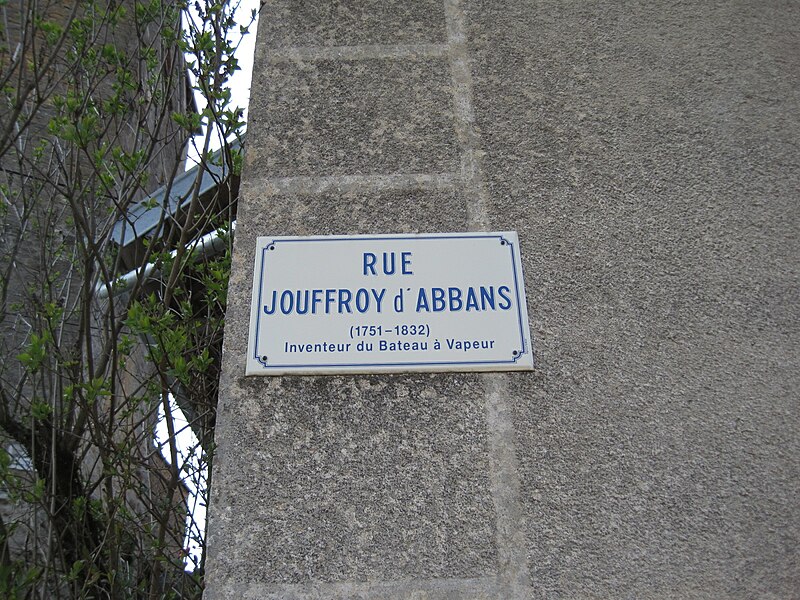 RUE
JOUFFROY d'ABBANS
(1751-1832)
Inventeur du Bateau à Vapeur